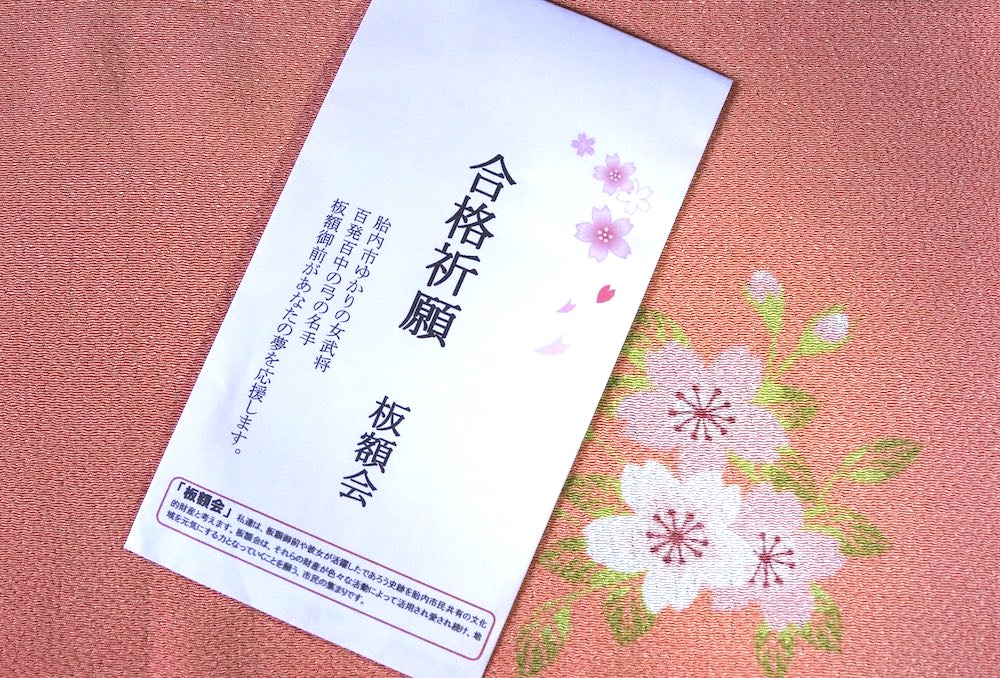 合格祈願
板額会
胎内市ゆかりの女武将
百発百中の弓の名手
板額御前があなたの夢を応援します。
「板額会」私達は、板額御前や彼女が活躍したであろう史跡を胎内市民共有の文化
的財産と考えます。板額会は、それらの財産が色々な活動によって活用され愛され続け、地
域を元気にする力となっていくことを願う、市民の集まりです。